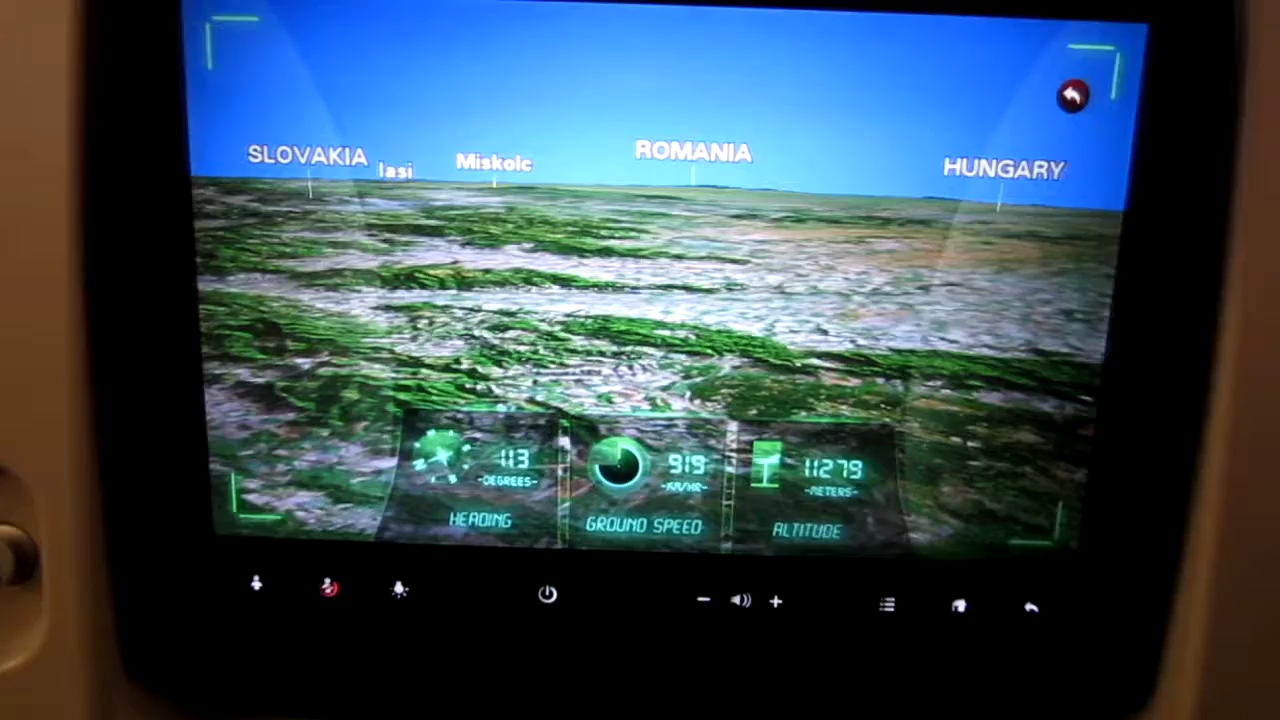 SLOVAKIA
Iasi
Miskolc
ROMANIA
HUNGARY
113
-DEGREES-
HEADING
919
-KM/HR-
GROUND SPEED
11279
-METERS-
ALTITUDE